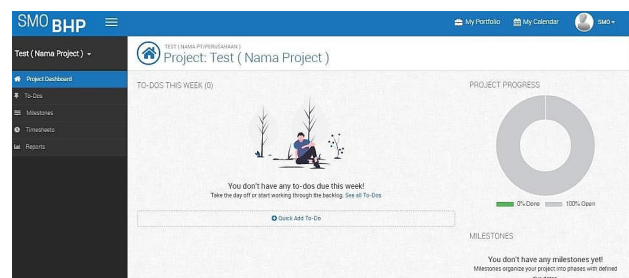 SMO BHP
My Portfolio
My Calendar
SMO
Test ( Nama Project )
TEST ( NAMA PT/PERUSAHAAN )
Project: Test ( Nama Project )
Project Dashboard
To-Dos
Milestones
Timesheets
Reports
TO-DOS THIS WEEK (0)
You don't have any to-dos due this week!
Take the day off or start working through the backlog. See all To-Dos
Quick Add To-Do
PROJECT PROGRESS
0% Done
100% Open
MILESTONES
You don't have any milestones yet!
Milestones organize your project into phases with defined
due dates